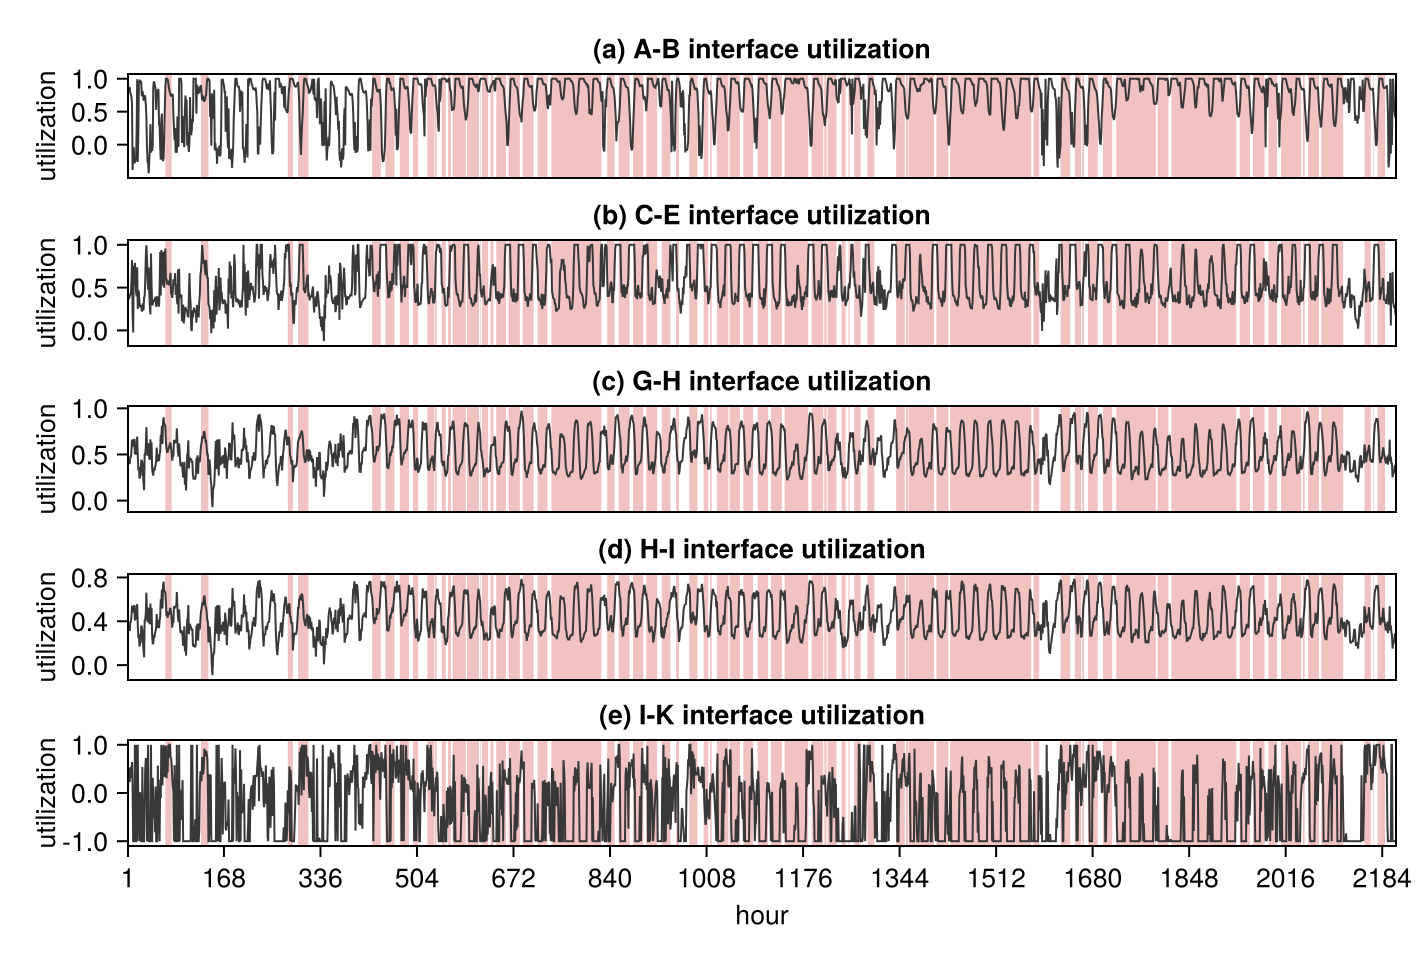 (a) A-B interface utilization
utilization
1.0
0.5
0.0
(b) C-E interface utilization
utilization
1.0
0.5
0.0
(c) G-H interface utilization
utilization
1.0
0.5
0.0
(d) H-I interface utilization
utilization
0.8
0.4
0.0
(e) I-K interface utilization
utilization
1.0
0.0
-1.0
1 168 336 504 672 840 1008 1176 1344 1512 1680 1848 2016 2184
hour